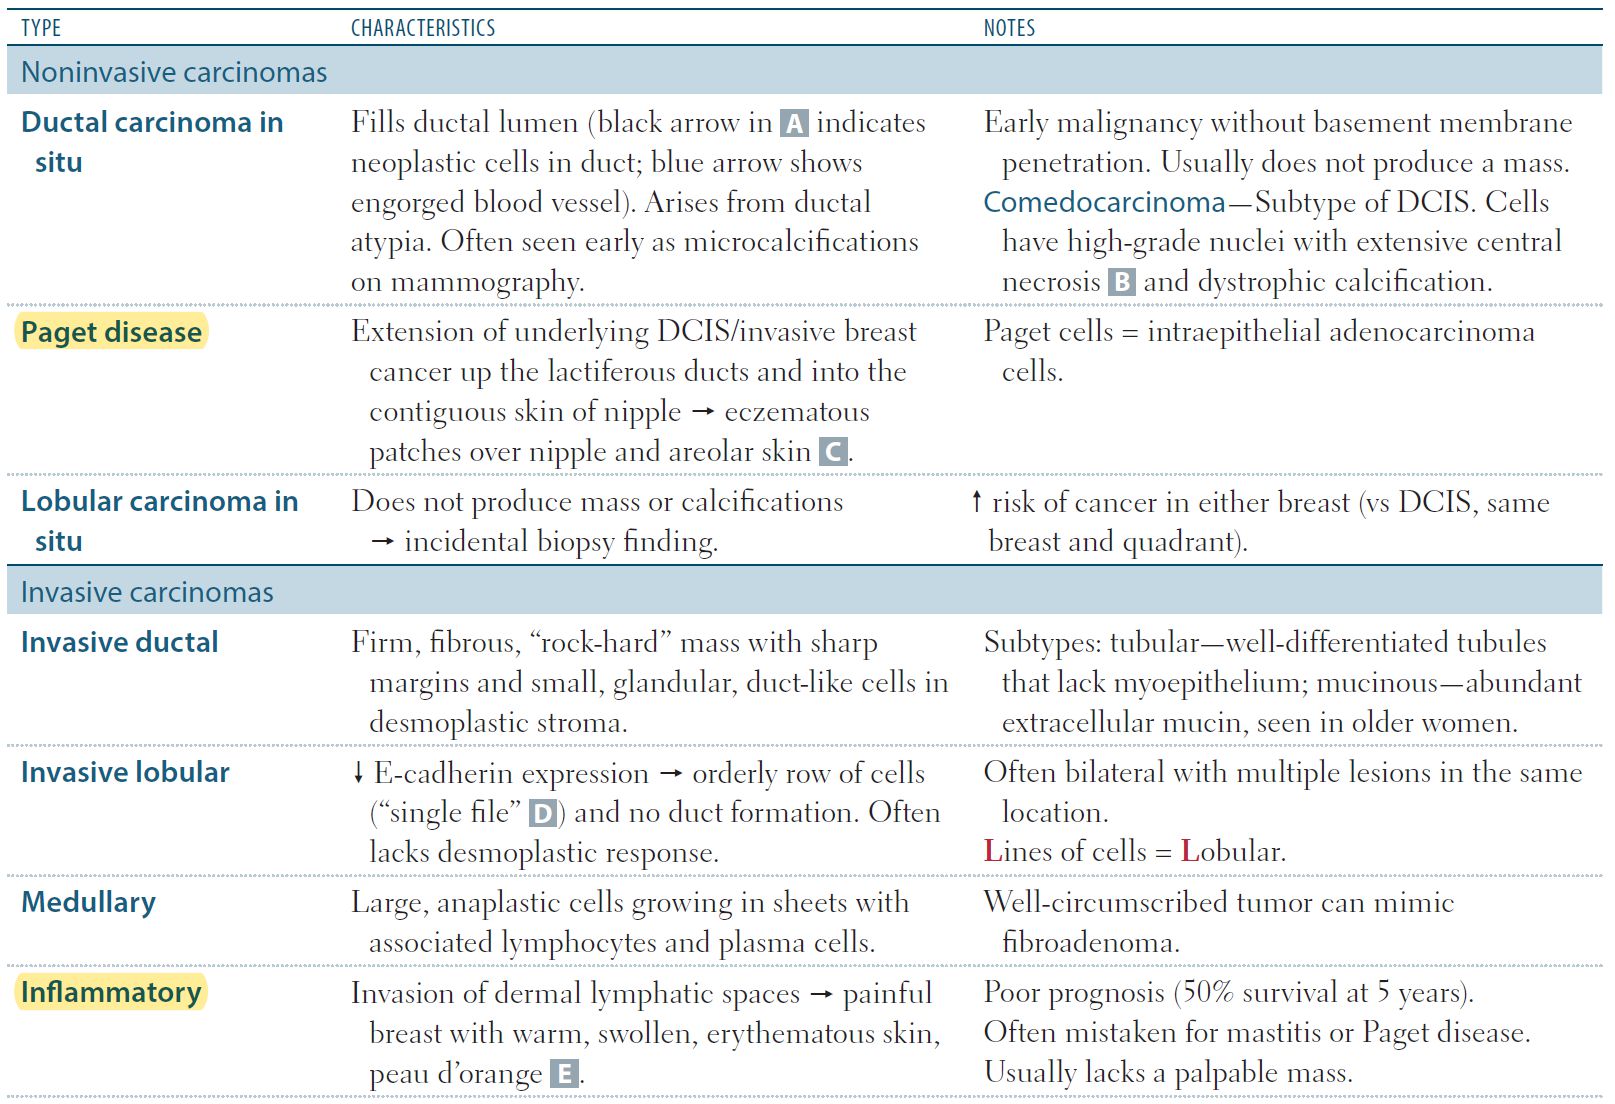 TYPE CHARACTERISTICS NOTES
Noninvasive carcinomas
Ductal carcinoma in
situ
Fills ductal lumen (black arrow in A indicates
neoplastic cells in duct; blue arrow shows
engorged blood vessel). Arises from ductal
atypia. Often seen early as microcalcifications
on mammography.
Early malignancy without basement membrane
penetration. Usually does not produce a mass.
Comedocarcinoma—Subtype of DCIS. Cells
have high-grade nuclei with extensive central
necrosis B and dystrophic calcification.
Paget disease
Extension of underlying DCIS/invasive breast
cancer up the lactiferous ducts and into the
contiguous skin of nipple → eczematous
patches over nipple and areolar skin C.
Paget cells = intraepithelial adenocarcinoma
cells.
Lobular carcinoma in
situ
Does not produce mass or calcifications
→ incidental biopsy finding.
↑ risk of cancer in either breast (vs DCIS, same
breast and quadrant).
Invasive carcinomas
Invasive ductal
Firm, fibrous, “rock-hard” mass with sharp
margins and small, glandular, duct-like cells in
desmoplastic stroma.
Subtypes: tubular—well-differentiated tubules
that lack myoepithelium; mucinous—abundant
extracellular mucin, seen in older women.
Invasive lobular
↓ E-cadherin expression → orderly row of cells
(“single file” D) and no duct formation. Often
lacks desmoplastic response.
Often bilateral with multiple lesions in the same
location.
Lines of cells = Lobular.
Medullary
Large, anaplastic cells growing in sheets with
associated lymphocytes and plasma cells.
Well-circumscribed tumor can mimic
fibroadenoma.
Inflammatory
Invasion of dermal lymphatic spaces → painful
breast with warm, swollen, erythematous skin,
peau d’orange E.
Poor prognosis (50% survival at 5 years).
Often mistaken for mastitis or Paget disease.
Usually lacks a palpable mass.